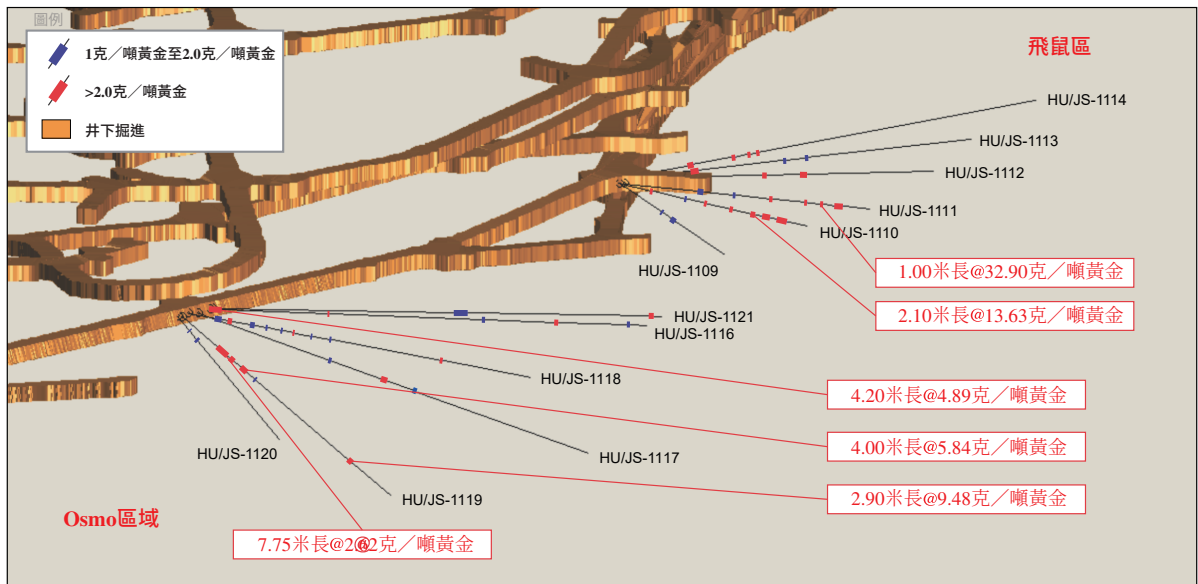 圖例
1克／噸黃金至2.0克／噸黃金
>2.0克／噸黃金
井下掘進
飛鼠區
HU/JS-1114
HU/JS-1113
HU/JS-1112
HU/JS-1111
HU/JS-1110
HU/JS-1109
1.00米長@32.90克／噸黃金
2.10米長@13.63克／噸黃金
HU/JS-1121
HU/JS-1116
HU/JS-1118
4.20米長@4.89克／噸黃金
4.00米長@5.84克／噸黃金
HU/JS-1120
HU/JS-1117
HU/JS-1119
2.90米長@9.48克／噸黃金
Osmo區域
克／噸黃金